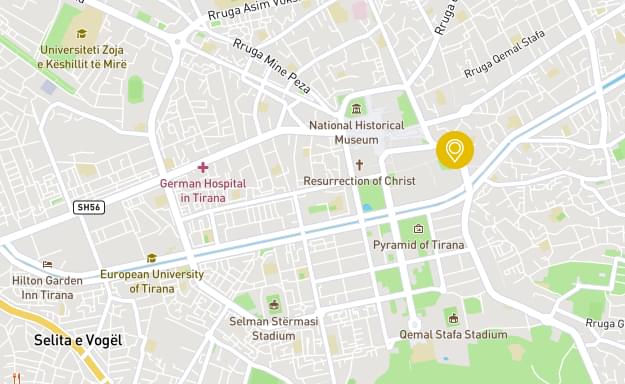 Rruga Asim Vokshi
Rruga Qemal Stafa
Universiteti Zoja
e Këshillit të Mirë
Rruga Mine Peza
National Historical
Museum
German Hospital
in Tirana
Resurrection of Christ
SH56
Pyramid of Tirana
Hilton Garden
Inn Tirana
European University
of Tirana
Selman Stërmasi
Stadium
Qemal Stafa Stadium
Rruga G
Selita e Vogël